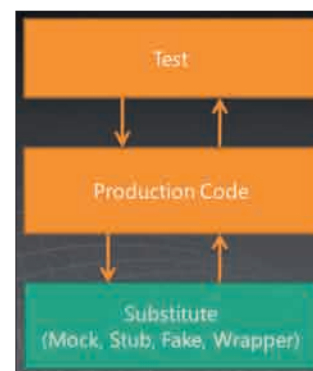 Test
Production Code
Substitute
(Mock, Stub, Fake, Wrapper)